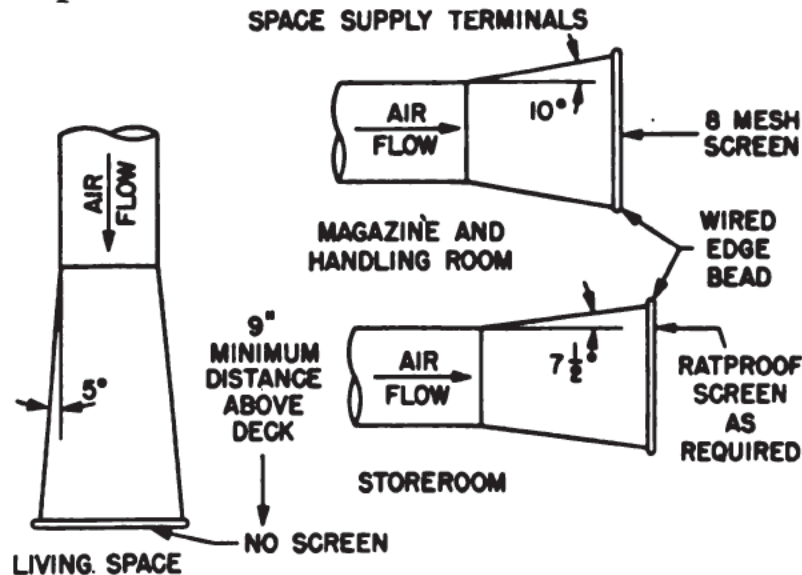 SPACE SUPPLY TERMINALS
AIR
FLOW
10°
8 MESH
SCREEN
AIR
FLOW
MAGAZINE AND
HANDLING ROOM
WIRED
EDGE
BEAD
9"
MINIMUM
DISTANCE
ABOVE
DECK
5°
AIR
FLOW
7 1/2°
RATPROOF
SCREEN
AS
REQUIRED
STOREROOM
NO SCREEN
LIVING. SPACE